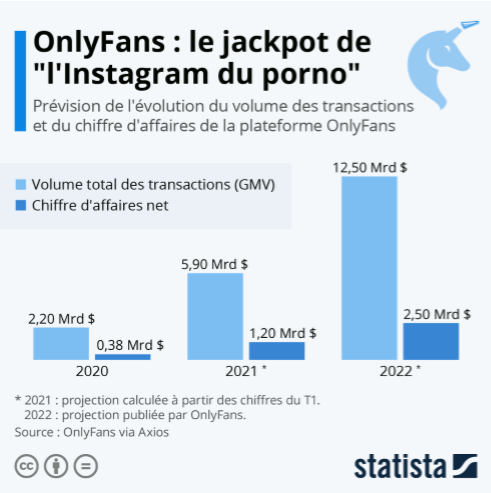 OnlyFans : le jackpot de
"l'Instagram du porno"
Prévision de l'évolution du volume des transactions
et du chiffre d'affaires de la plateforme OnlyFans
Volume total des transactions (GMV)
Chiffre d'affaires net
12,50 Mrd $
5,90 Mrd $
2,20 Mrd $
0,38 Mrd $
1,20 Mrd $
2,50 Mrd $
2020
2021 *
2022 *
* 2021 : projection calculée à partir des chiffres du T1.
2022 : projection publiée par OnlyFans.
Source : OnlyFans via Axios
cc
statista